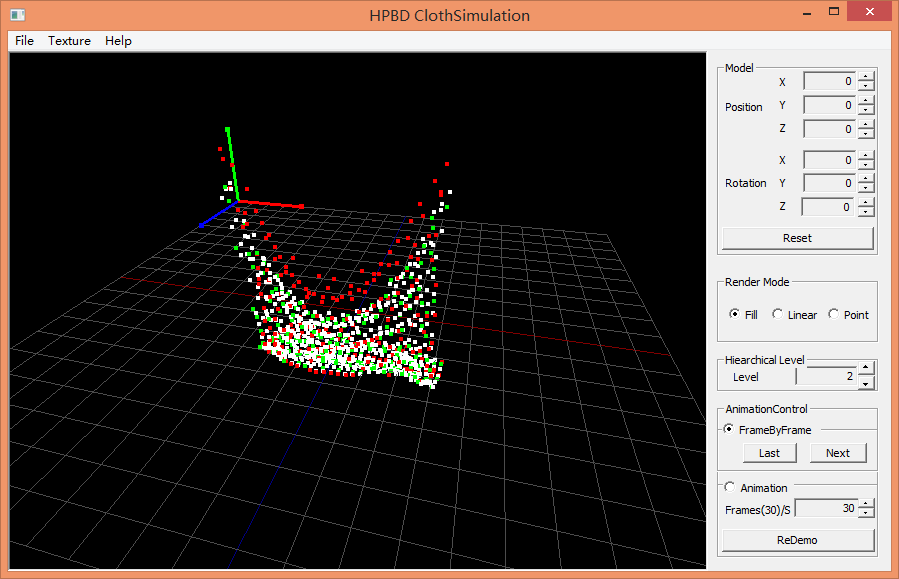 HPBD ClothSimulation
File Texture Help
Model
X 0
Position Y 0
Z 0
X 0
Rotation Y 0
Z 0
Reset
Render Mode
Fill Linear Point
Hiearchical Level
Level 2
AnimationControl
FrameByFrame
Last Next
Animation
Frames(30)/S 30
ReDemo